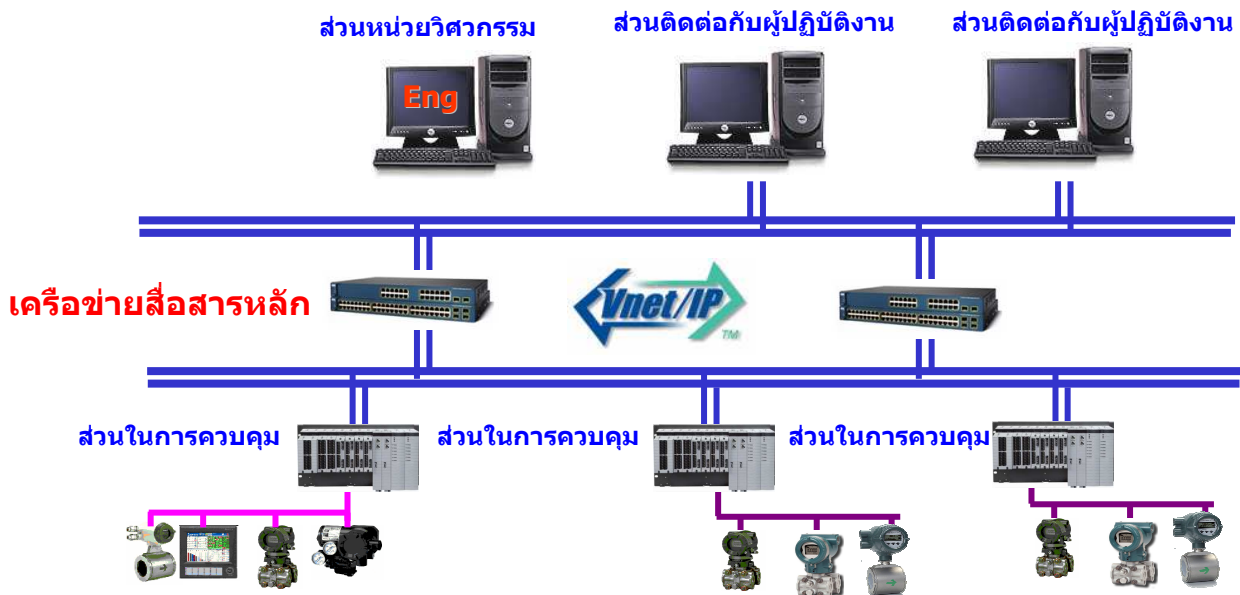 ส่วนหน่วยวิศวกรรม
ส่วนติดต่อกับผู้ปฏิบัติงาน
ส่วนติดต่อกับผู้ปฏิบัติงาน
Eng
เครือข่ายสื่อสารหลัก
Vnet/IP
TM
ส่วนในการควบคุม
ส่วนในการควบคุม
ส่วนในการควบคุม